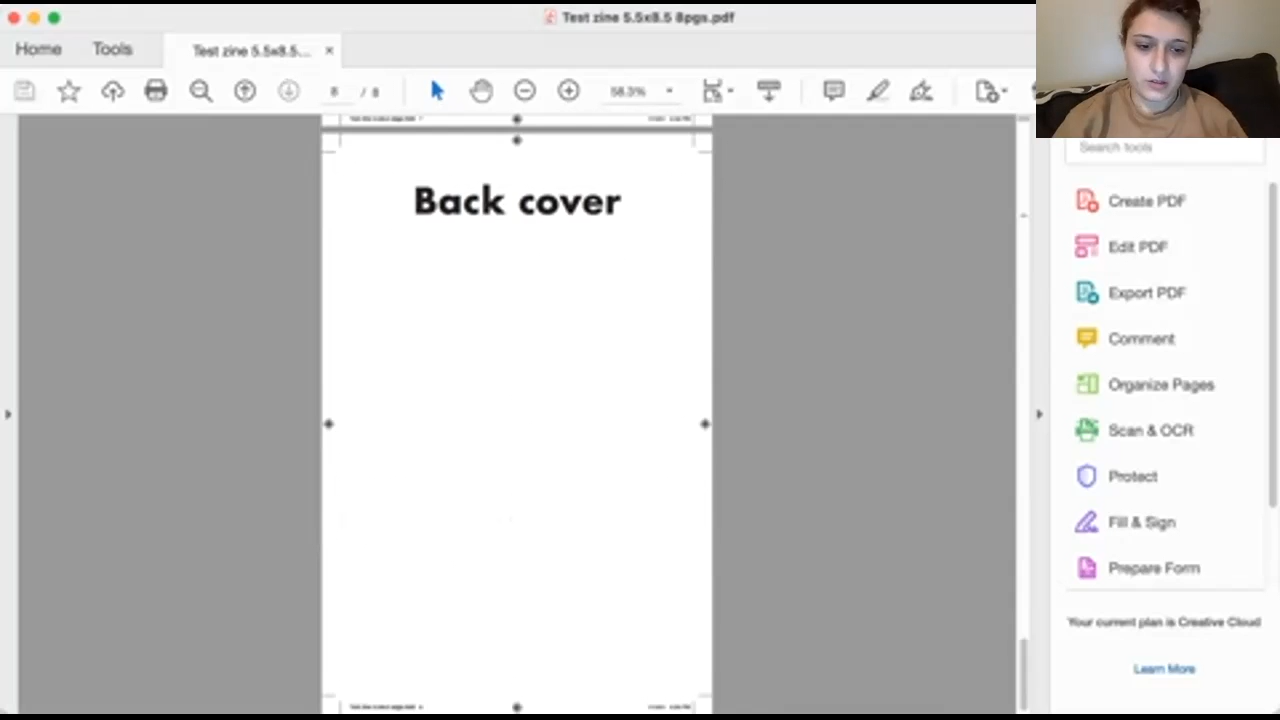 Test zine 5.5x8.5 8pgs.pdf
Home
Tools
Test zine 5.5x8.5...
8 / 8
58.3%
Back cover
Search tools
Create PDF
Edit PDF
Export PDF
Comment
Organize Pages
Scan & OCR
Protect
Fill & Sign
Prepare Form
Your current plan is Creative Cloud
Learn More